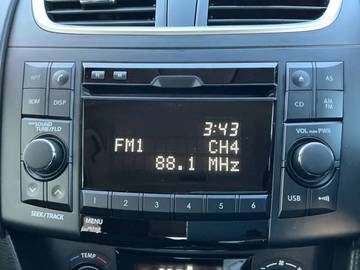 RPT
AS
3:43
RDM DISP
FM1 CH4
CD AM FM
88.1 MHz
SOUND
TUNE/FLD
VOL PUSH PWR
1 2 3 4 5 6
USB
SEEK/TRACK
MENU
TEMP